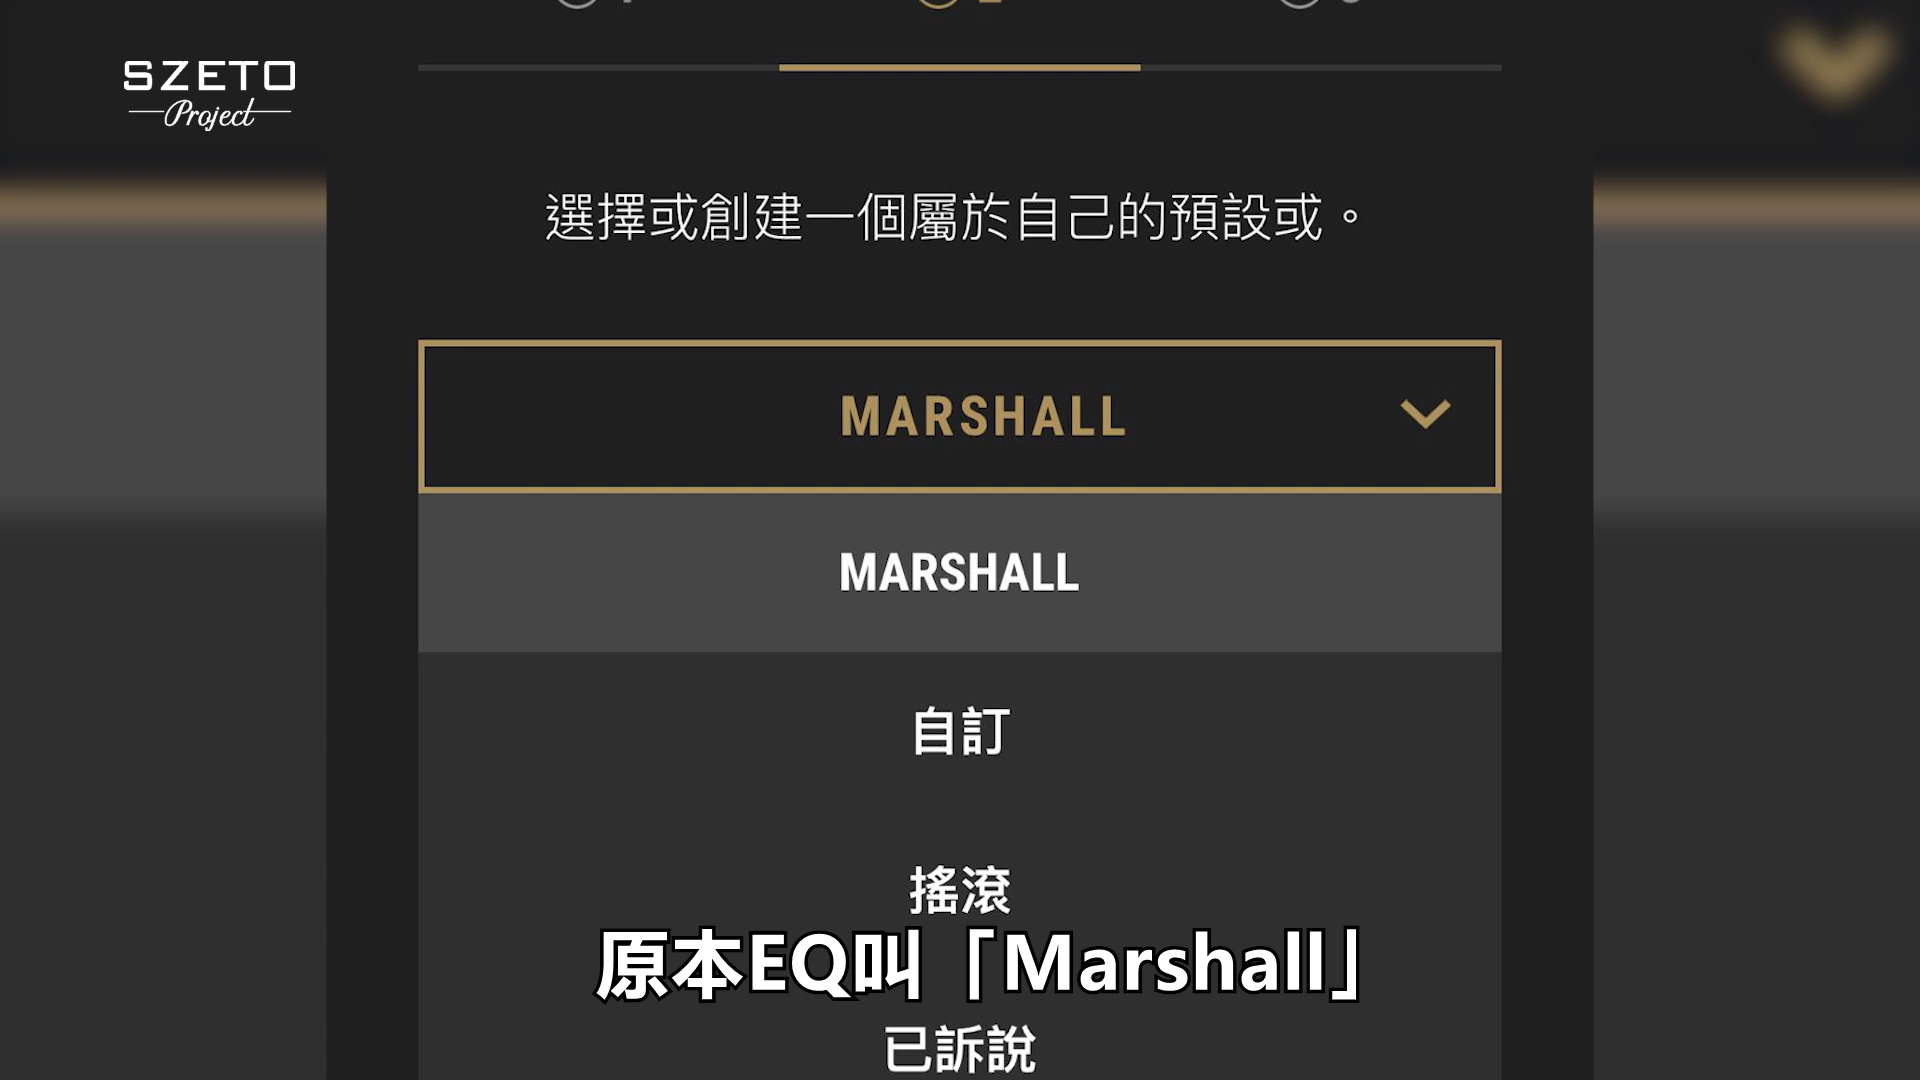 SZETO
Project
選擇或創建一個屬於自己的預設或。
MARSHALL
MARSHALL
自訂
搖滾
原本EQ叫「Marshall」
已訴說